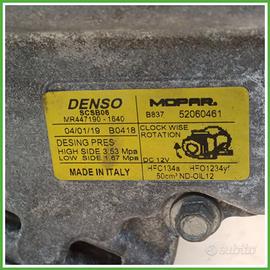 DENSO
SCSB06
MR447190-1640
04/01/19 B0418
DESING PRES
HIGH SIDE 3.53 Mpa
LOW SIDE 1.67 Mpa
MADE IN ITALY
MOPAR.
B837 52060461
CLOCK WISE
ROTATION
DC 12V
HFC134a HFO1234yf
50cm³ ND-OIL12
subito